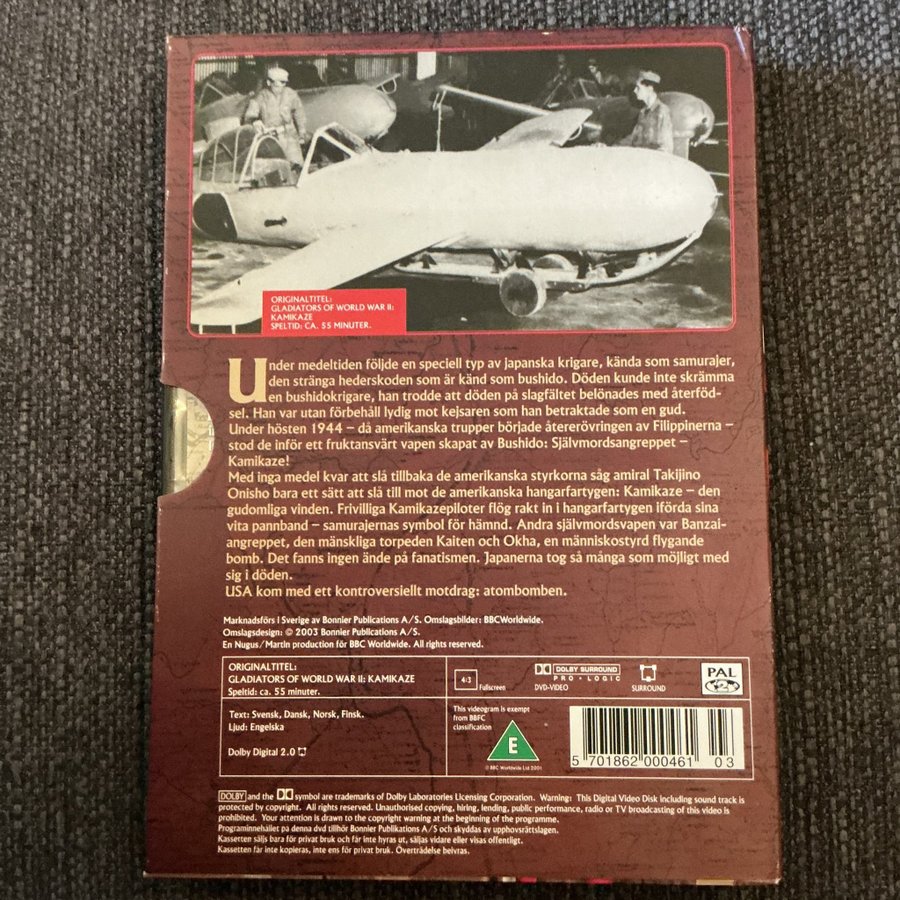 ORIGINALTITEL:
GLADIATORS OF WORLD WAR II:
KAMIKAZE
SPELTID: CA. 55 MINUTER.
Under medeltiden följde en speciell typ av japanska krigare, kända som samurajer,
den stränga hederskoden som är känd som bushido. Döden kunde inte skrämma
en bushidokrigare, han trodde att döden på slagfältet belönades med återföd-
sel. Han var utan förbehåll lydig mot kejsaren som han betraktade som en gud.
Under hösten 1944 – då amerikanska trupper började återerövringen av Filippinerna –
stod de inför ett fruktansvärt vapen skapat av Bushido: Självmordsangreppet –
Kamikaze!
Med inga medel kvar att slå tillbaka de amerikanska styrkorna såg amiral Takijino
Onisho bara ett sätt att slå till mot de amerikanska hangarfartygen: Kamikaze – den
gudomliga vinden. Frivilliga Kamikazepiloter flög rakt in i hangarfartygen iförda sina
vita pannband – samurajernas symbol för hämnd. Andra självmordsvapen var Banzai-
angreppet, den mänskliga torpeden Kaiten och Okha, en människostyrd flygande
bomb. Det fanns ingen ände på fanatismen. Japanerna tog så många som möjligt med
sig i döden.
USA kom med ett kontroversiellt motdrag: atombomben.
Marknadsförs i Sverige av Bonnier Publications A/S. Omslagsbilder: BBCWorldwide.
Omslagsdesign: © 2003 Bonnier Publications A/S.
En Nugus/Martin production för BBC Worldwide. All rights reserved.
ORIGINALTITEL:
GLADIATORS OF WORLD WAR II: KAMIKAZE
Speltid: ca. 55 minuter.
4:3 Fullscreen
DOLBY SURROUND
PRO · LOGIC
DVD-VIDEO
SURROUND
PAL
2
Text: Svensk, Dansk, Norsk, Finsk.
Ljud: Engelska
Dolby Digital 2.0
This videogram is exempt
from BBFC
classification
E
© BBC Worldwide Ltd 2001
5 701862 000461 03
DOLBY and the DD symbol are trademarks of Dolby Laboratories Licensing Corporation. Warning: This Digital Video Disk including sound track is
protected by copyright. All rights reserved. Unauthorised copying, hiring, lending, public performance, radio or TV broadcasting of this video is
prohibited. Your attention is drawn to the copyright warning at the beginning of the programme.
Programinnehålet på denna dvd tillhör Bonnier Publikations A/S och skyddas av upphovsrättslagen.
Kassetten säljs bara för privat bruk och får inte hyras ut, säljas vidare eller visas offentligt.
Kassetten får inte kopieras, inte ens för privat bruk. Överträdelse beivras.